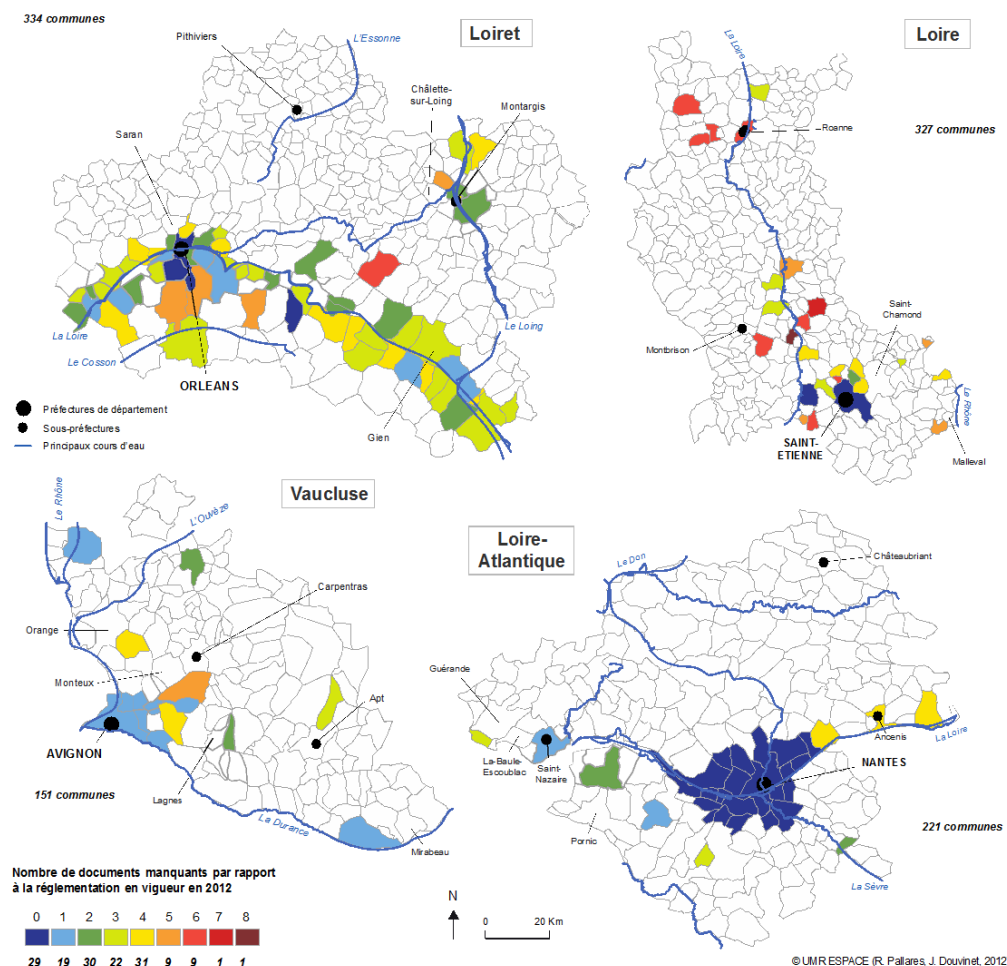 334 communes
Loiret
Pithiviers
L'Essonne
Châlette-
sur-Loing
Montargis
Saran
La Loire
Le Cosson
ORLEANS
Le Loing
Gien
Préfectures de département
Sous-préfectures
Principaux cours d'eau
Loire
La Loire
Roanne
327 communes
Saint-
Chamond
Montbrison
Le Rhône
SAINT-
ETIENNE
Malleval
Vaucluse
Le Rhône
L'Ouvèze
Carpentras
Orange
Monteux
Apt
AVIGNON
151 communes
Lagnes
La Durance
Mirabeau
Loire-
Atlantique
Le Don
Châteaubriant
Guérande
La-Baule-
Escoublac
Saint-
Nazaire
Ancenis
La Loire
NANTES
Pornic
221 communes
La Sèvre
Nombre de documents manquants par rapport
à la réglementation en vigueur en 2012
0 1 2 3 4 5 6 7 8
29 19 30 22 31 9 9 1 1
N
0 20 Km
© UMR ESPACE (R. Pallares, J. Douvinet, 2012